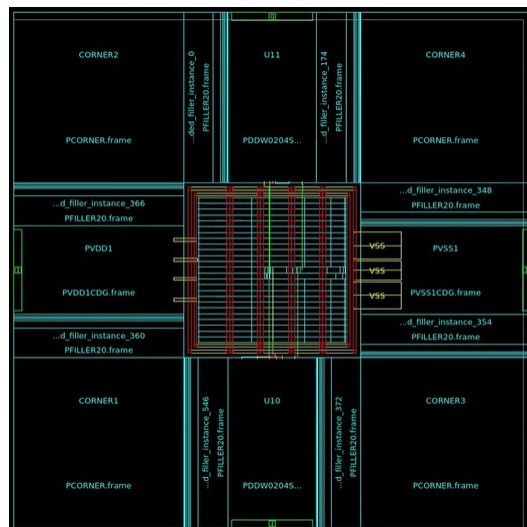 CORNER2
...ded_filler_instance_0
PFILLER20.frame
U11
...d_filler_instance_174
PFILLER20.frame
CORNER4
PCORNER.frame
PDDW0204S...
PCORNER.frame
...d_filler_instance_366
PFILLER20.frame
...d_filler_instance_348
PFILLER20.frame
PVDD1
VSS
PVSS1
VSS
PVDD1CDG.frame
VSS
PVSS1CDG.frame
...d_filler_instance_360
PFILLER20.frame
...d_filler_instance_354
PFILLER20.frame
CORNER1
...d_filler_instance_546
PFILLER20.frame
U10
...d_filler_instance_372
PFILLER20.frame
CORNER3
PCORNER.frame
PDDW0204S...
PCORNER.frame